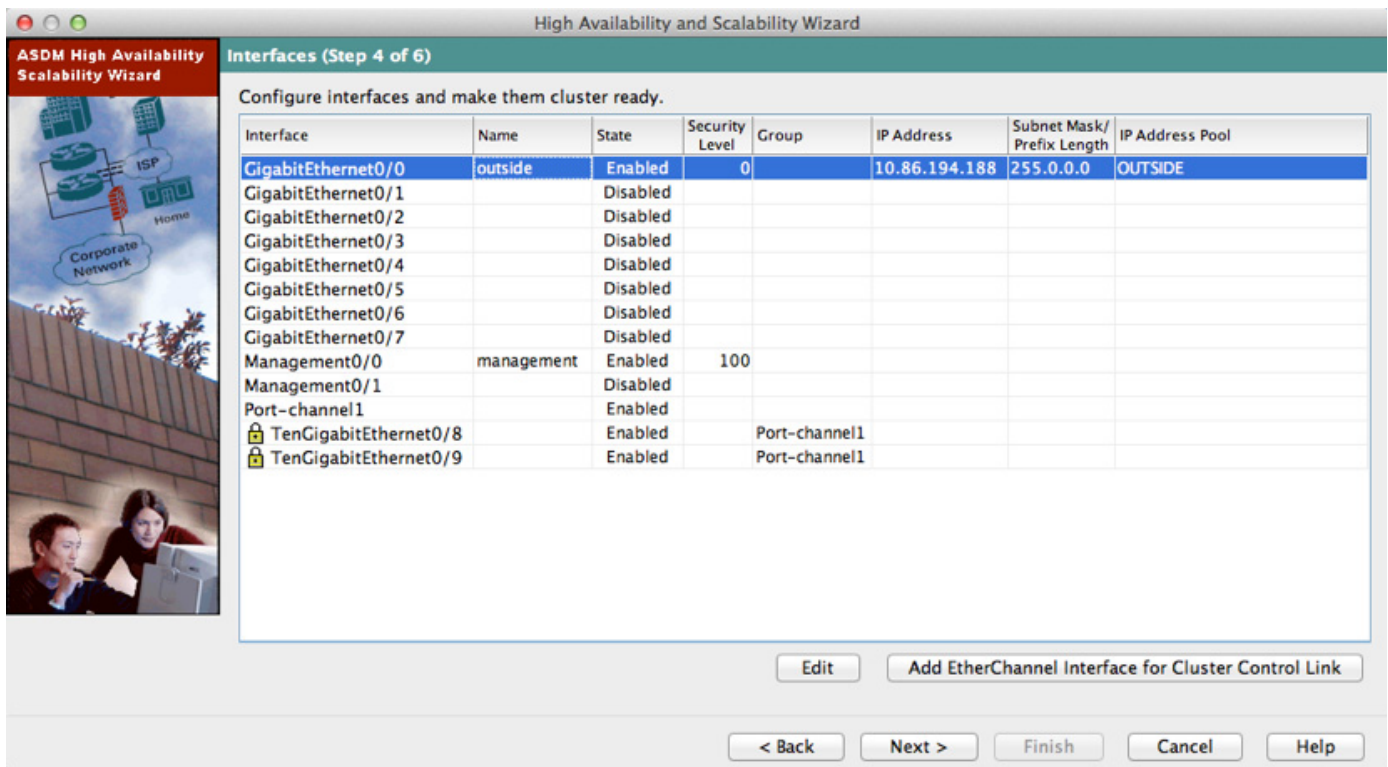 High Availability and Scalability Wizard
ASDM High Availability
Scalability Wizard
Interfaces (Step 4 of 6)
ISP
Home
Corporate
Network
Configure interfaces and make them cluster ready.
Interface Name State Security Level Group IP Address Subnet Mask/ Prefix Length IP Address Pool
GigabitEthernet0/0 outside Enabled 0 10.86.194.188 255.0.0.0 OUTSIDE
GigabitEthernet0/1 Disabled
GigabitEthernet0/2 Disabled
GigabitEthernet0/3 Disabled
GigabitEthernet0/4 Disabled
GigabitEthernet0/5 Disabled
GigabitEthernet0/6 Disabled
GigabitEthernet0/7 Disabled
Management0/0 management Enabled 100
Management0/1 Disabled
Port-channel1 Enabled
TenGigabitEthernet0/8 Enabled Port-channel1
TenGigabitEthernet0/9 Enabled Port-channel1
Edit Add EtherChannel Interface for Cluster Control Link
< Back Next > Finish Cancel Help